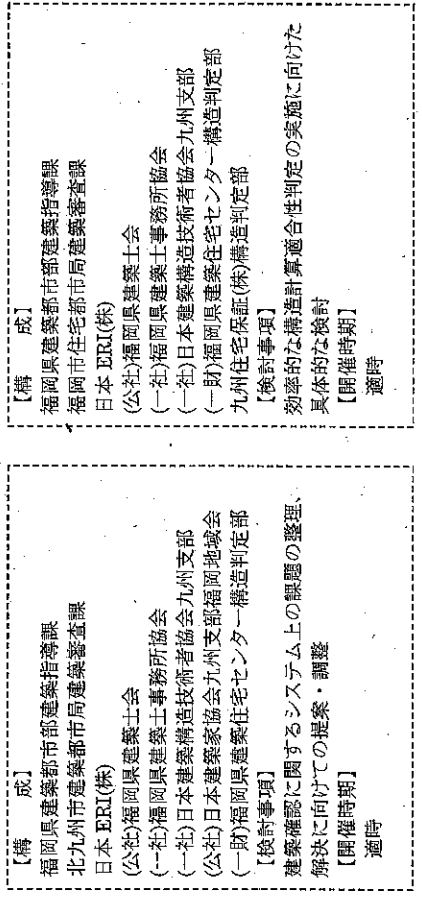 【構　成】
福岡県建築都市部建築指導課
北九州市建築都市局建築審査課
日本 ERI(株)
(公社)福岡県建築士会
(一社)福岡県建築士事務所協会
(一社)日本建築構造技術者協会九州支部
(公社)日本建築家協会九州支部福岡地域会
(一財)福岡県建築住宅センター構造判定部
【検討事項】
建築確認に関するシステム上の課題の整理、
解決に向けての提案・調整
【開催時期】
適時
【構　成】
福岡県建築都市部建築指導課
福岡市住宅都市局建築審査課
日本 ERI(株)
(公社)福岡県建築士会
(一社)福岡県建築士事務所協会
(一社)日本建築構造技術者協会九州支部
(一財)福岡県建築住宅センター構造判定部
九州住宅保証(株)構造判定部
【検討事項】
効率的な構造計算適合性判定の実施に向けた
具体的な検討
【開催時期】
適時